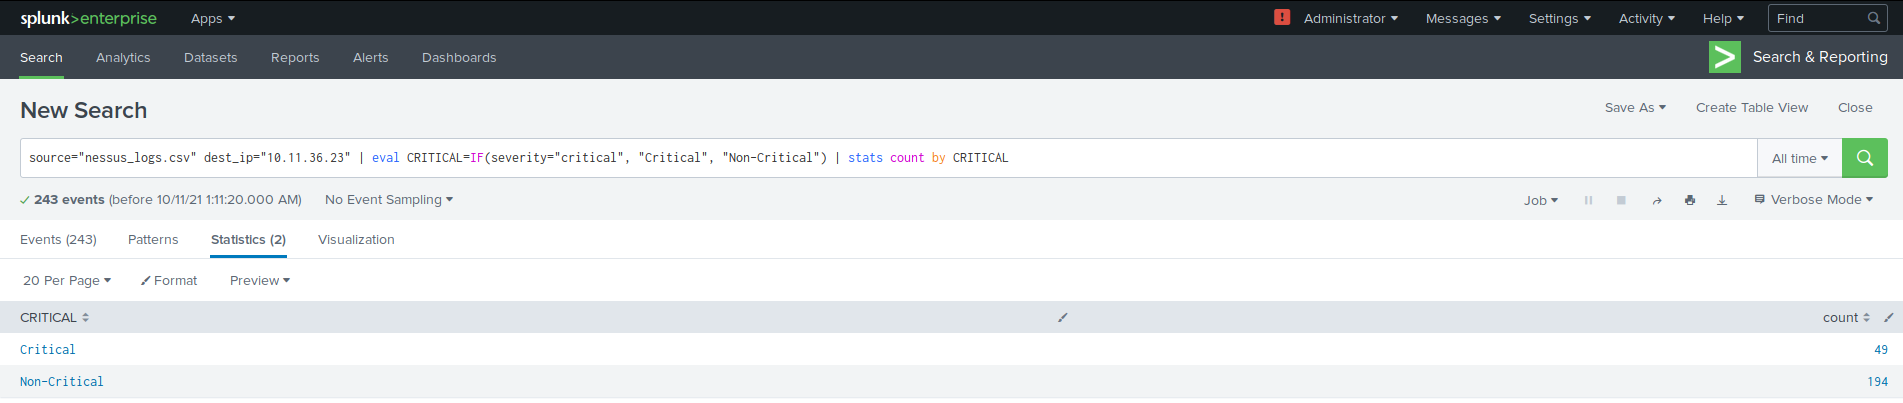 splunk>enterprise Apps ! Administrator Messages Settings Activity Help Find
Search Analytics Datasets Reports Alerts Dashboards > Search & Reporting
New Search Save As Create Table View Close
source="nessus_logs.csv" dest_ip="10.11.36.23" | eval CRITICAL=IF(severity="critical", "Critical", "Non-Critical") | stats count by CRITICAL All time
243 events (before 10/11/21 1:11:20.000 AM) No Event Sampling Job Verbose Mode
Events (243) Patterns Statistics (2) Visualization
20 Per Page Format Preview
CRITICAL count
Critical 49
Non-Critical 194